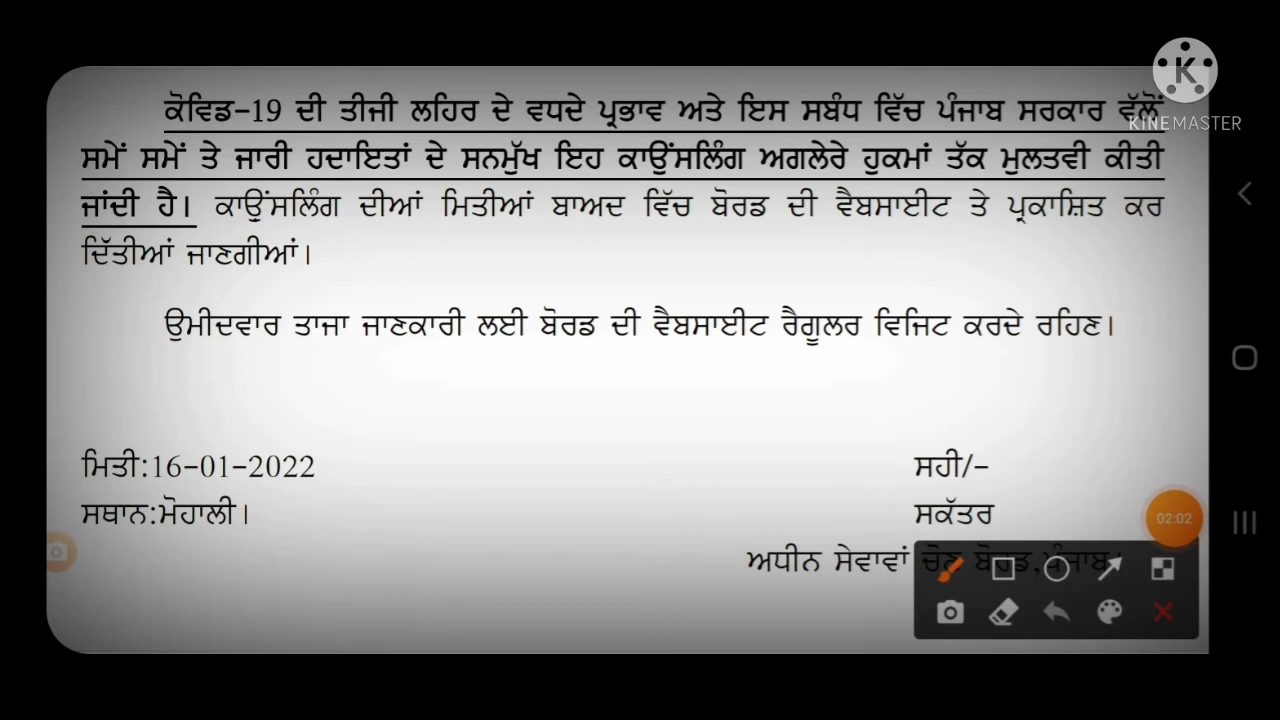 ਕੋਵਿਡ-19 ਦੀ ਤੀਜੀ ਲਹਿਰ ਦੇ ਵਧਦੇ ਪ੍ਰਭਾਵ ਅਤੇ ਇਸ ਸਬੰਧ ਵਿੱਚ ਪੰਜਾਬ ਸਰਕਾਰ ਵੱਲੋਂ
KINEMASTER
ਸਮੇਂ ਸਮੇਂ ਤੇ ਜਾਰੀ ਹਦਾਇਤਾਂ ਦੇ ਸਨਮੁੱਖ ਇਹ ਕਾਉਂਸਲਿੰਗ ਅਗਲੇਰੇ ਹੁਕਮਾਂ ਤੱਕ ਮੁਲਤਵੀ ਕੀਤੀ
ਜਾਂਦੀ ਹੈ। ਕਾਉਂਸਲਿੰਗ ਦੀਆਂ ਮਿਤੀਆਂ ਬਾਅਦ ਵਿੱਚ ਬੋਰਡ ਦੀ ਵੈਬਸਾਈਟ ਤੇ ਪ੍ਰਕਾਸ਼ਿਤ ਕਰ
ਦਿੱਤੀਆਂ ਜਾਣਗੀਆਂ।
ਉਮੀਦਵਾਰ ਤਾਜਾ ਜਾਣਕਾਰੀ ਲਈ ਬੋਰਡ ਦੀ ਵੈਬਸਾਈਟ ਰੈਗੂਲਰ ਵਿਜਿਟ ਕਰਦੇ ਰਹਿਣ।
ਮਿਤੀ:16-01-2022
ਸਹੀ/-
ਸਥਾਨ:ਮੋਹਾਲੀ।
ਸਕੱਤਰ
02:02
ਅਧੀਨ ਸੇਵਾਵਾਂ ਚੋਣ ਬੋਰਡ,ਪੰਜਾਬ।